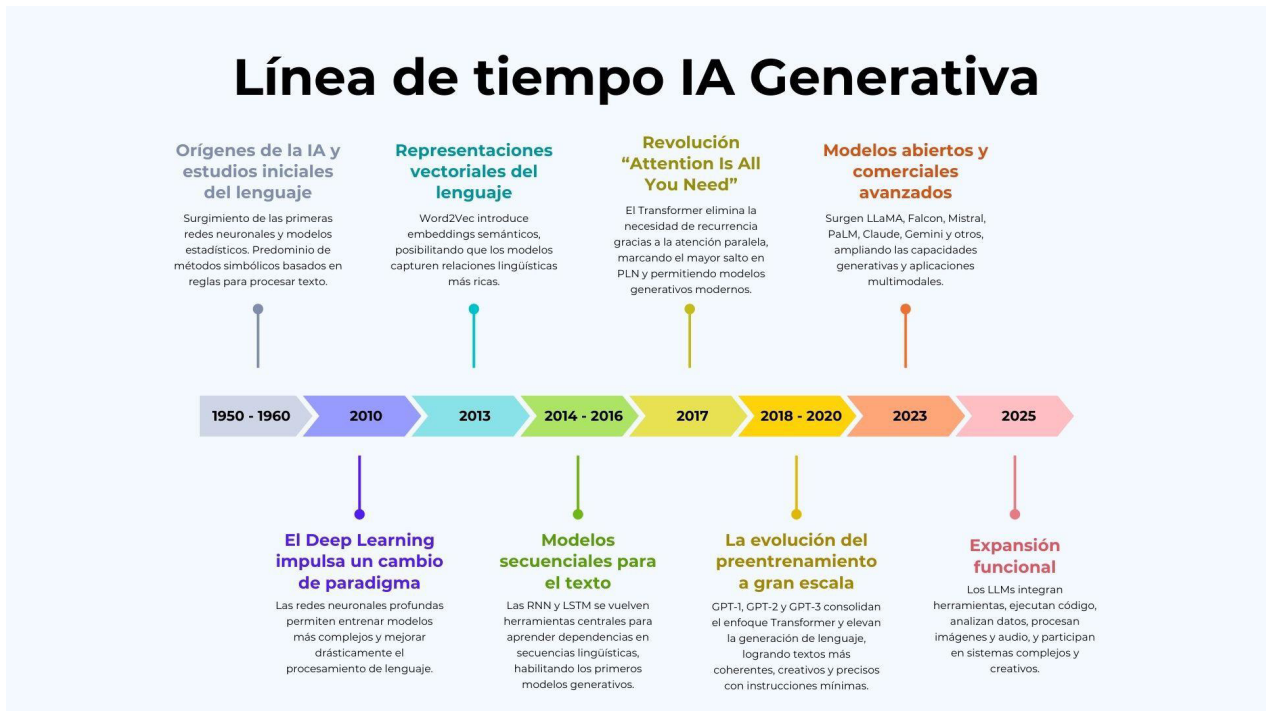 Línea de tiempo IA Generativa
Orígenes de la IA y
estudios iniciales
del lenguaje
Surgimiento de las primeras
redes neuronales y modelos
estadísticos. Predominio de
métodos simbólicos basados en
reglas para procesar texto.
Representaciones
vectoriales del
lenguaje
Word2Vec introduce
embeddings semánticos,
posibilitando que los modelos
capturen relaciones lingüísticas
más ricas.
Revolución
“Attention Is All
You Need”
El Transformer elimina la
necesidad de recurrencia
gracias a la atención paralela,
marcando el mayor salto en
PLN y permitiendo modelos
generativos modernos.
Modelos abiertos y
comerciales
avanzados
Surgen LLaMA, Falcon, Mistral,
PaLM, Claude, Gemini y otros,
ampliando las capacidades
generativas y aplicaciones
multimodales.
1950 - 1960
2010
2013
2014 - 2016
2017
2018 - 2020
2023
2025
El Deep Learning
impulsa un cambio
de paradigma
Las redes neuronales profundas
permiten entrenar modelos
más complejos y mejorar
drásticamente el
procesamiento de lenguaje.
Modelos
secuenciales para
el texto
Las RNN y LSTM se vuelven
herramientas centrales para
aprender dependencias en
secuencias lingüísticas,
habilitando los primeros
modelos generativos.
La evolución del
preentrenamiento
a gran escala
GPT-1, GPT-2 y GPT-3 consolidan
el enfoque Transformer y elevan
la generación de lenguaje,
logrando textos más
coherentes, creativos y precisos
con instrucciones mínimas.
Expansión
funcional
Los LLMs integran
herramientas, ejecutan código,
analizan datos, procesan
imágenes y audio, y participan
en sistemas complejos y
creativos.